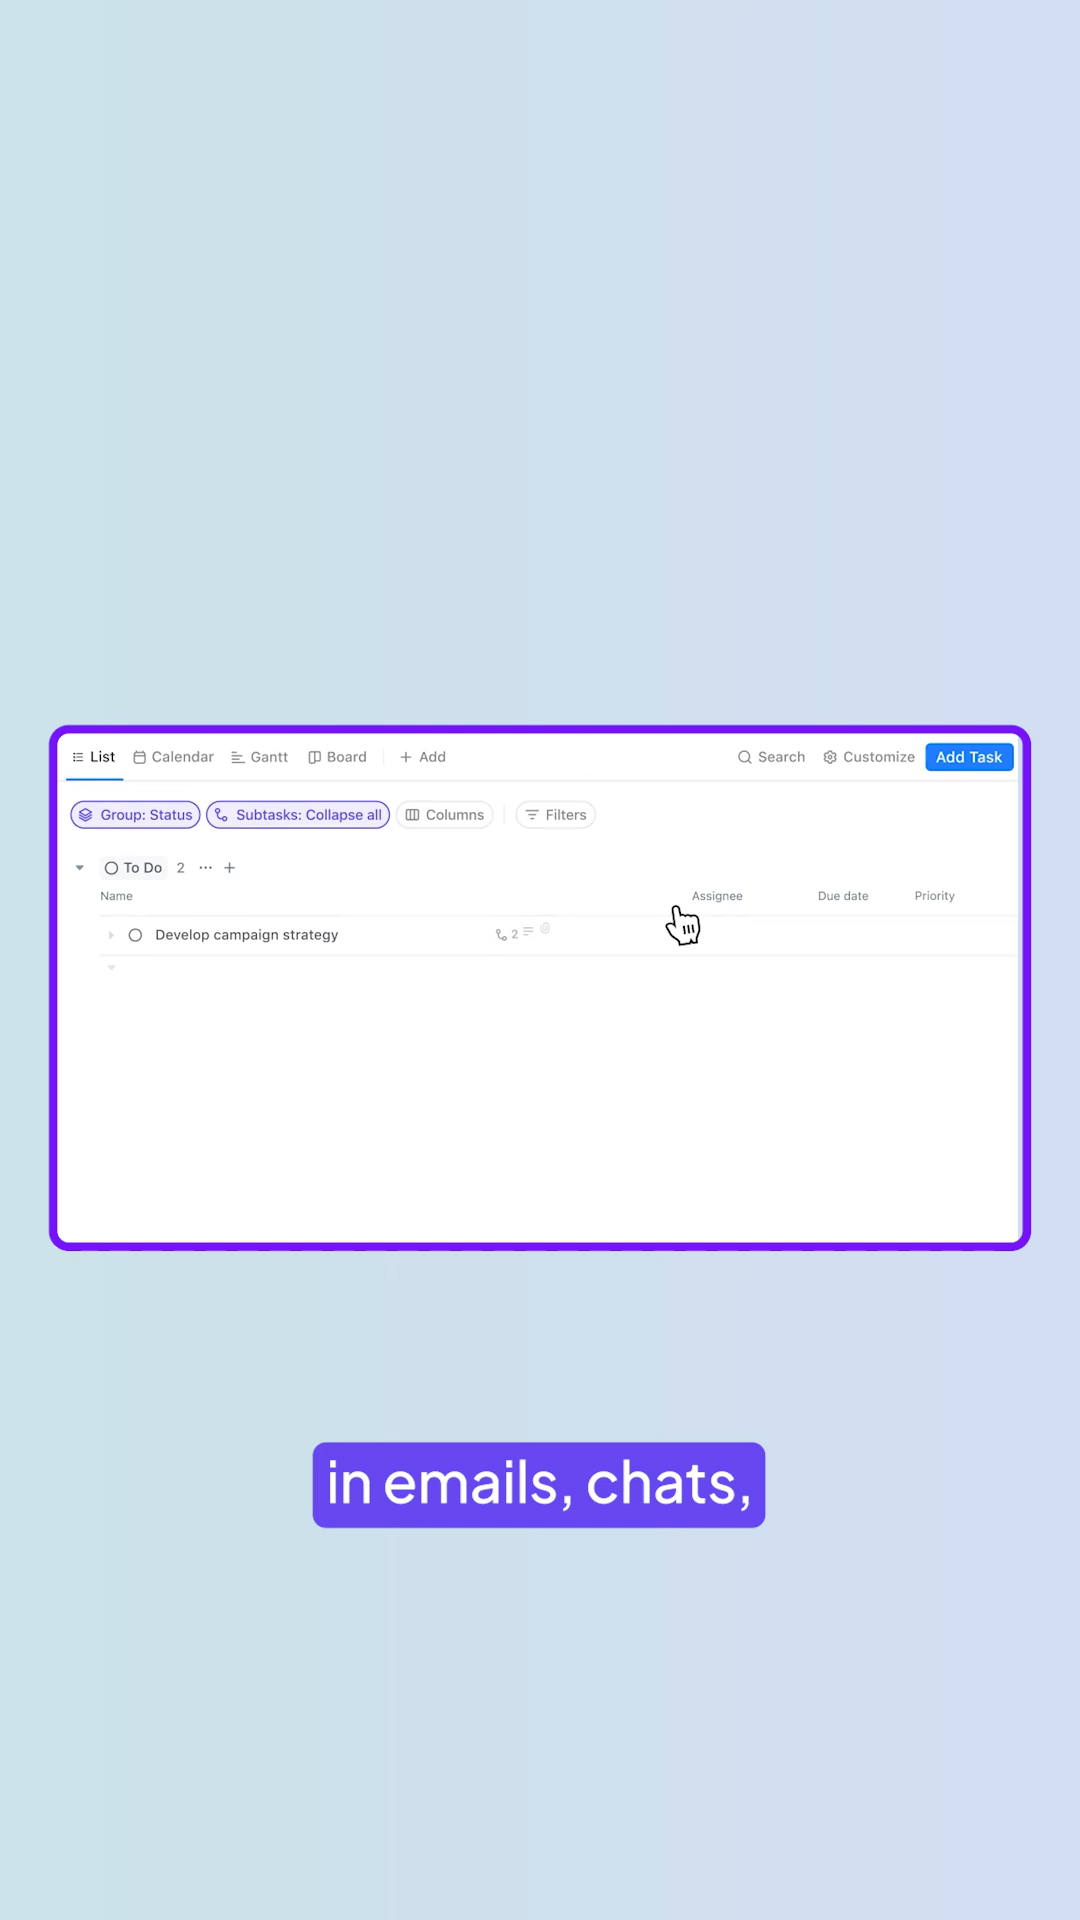 List Calendar Gantt Board Add Search Customize Add Task
Group: Status Subtasks: Collapse all Columns Filters
To Do 2 ... +
Name Assignee Due date Priority
Develop campaign strategy 2
in emails, chats,